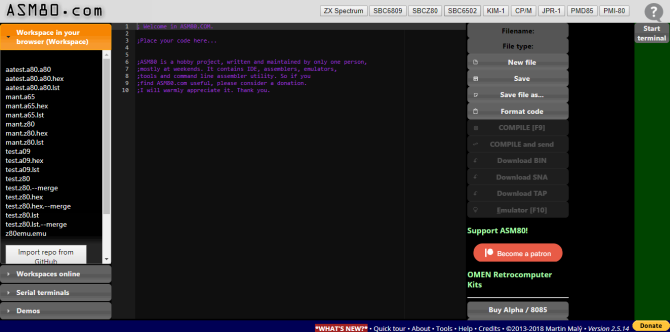 ASM80.com
ZX Spectrum SBC6809 SBCZ80 SBC6502 KIM-1 CP/M JPR-1 PMD85 PMI-80
Workspace in your browser (Workspace)
aatest.a80.a80
aatest.a80.a80.hex
aatest.a80.a80.lst
mant.a65
mant.a65.hex
mant.a65.lst
mant.z80
mant.z80.hex
mant.z80.lst
test.a09
test.a09.hex
test.a09.lst
test.z80
test.z80.--merge
test.z80.hex
test.z80.hex.--merge
test.z80.lst
test.z80.lst.--merge
z80emu.emu
Import repo from GitHub
Workspaces online
Serial terminals
Demos
1 ; Welcome in ASM80.COM.
2
3 ;Place your code here...
4
5
6 ;ASM80 is a hobby project, written and maintained by only one person,
7 ;mostly at weekends. It contains IDE, assemblers, emulators,
8 ;tools and command line assembler utility. So if you
9 ;find ASM80.com useful, please consider a donation.
10 ;I will warmly appreciate it. Thank you.
Filename:
File type:
New file
Save
Save file as...
Format code
COMPILE [F9]
COMPILE and send
Download BIN
Download SNA
Download TAP
Emulator [F10]
Support ASM80!
Become a patron
OMEN Retrocomputer Kits
Buy Alpha / 8085
Start terminal
*WHAT'S NEW?* • Quick tour • About • Tools • Help • Credits • ©2013-2018 Martin Malý • Version 2.5.14
Donate